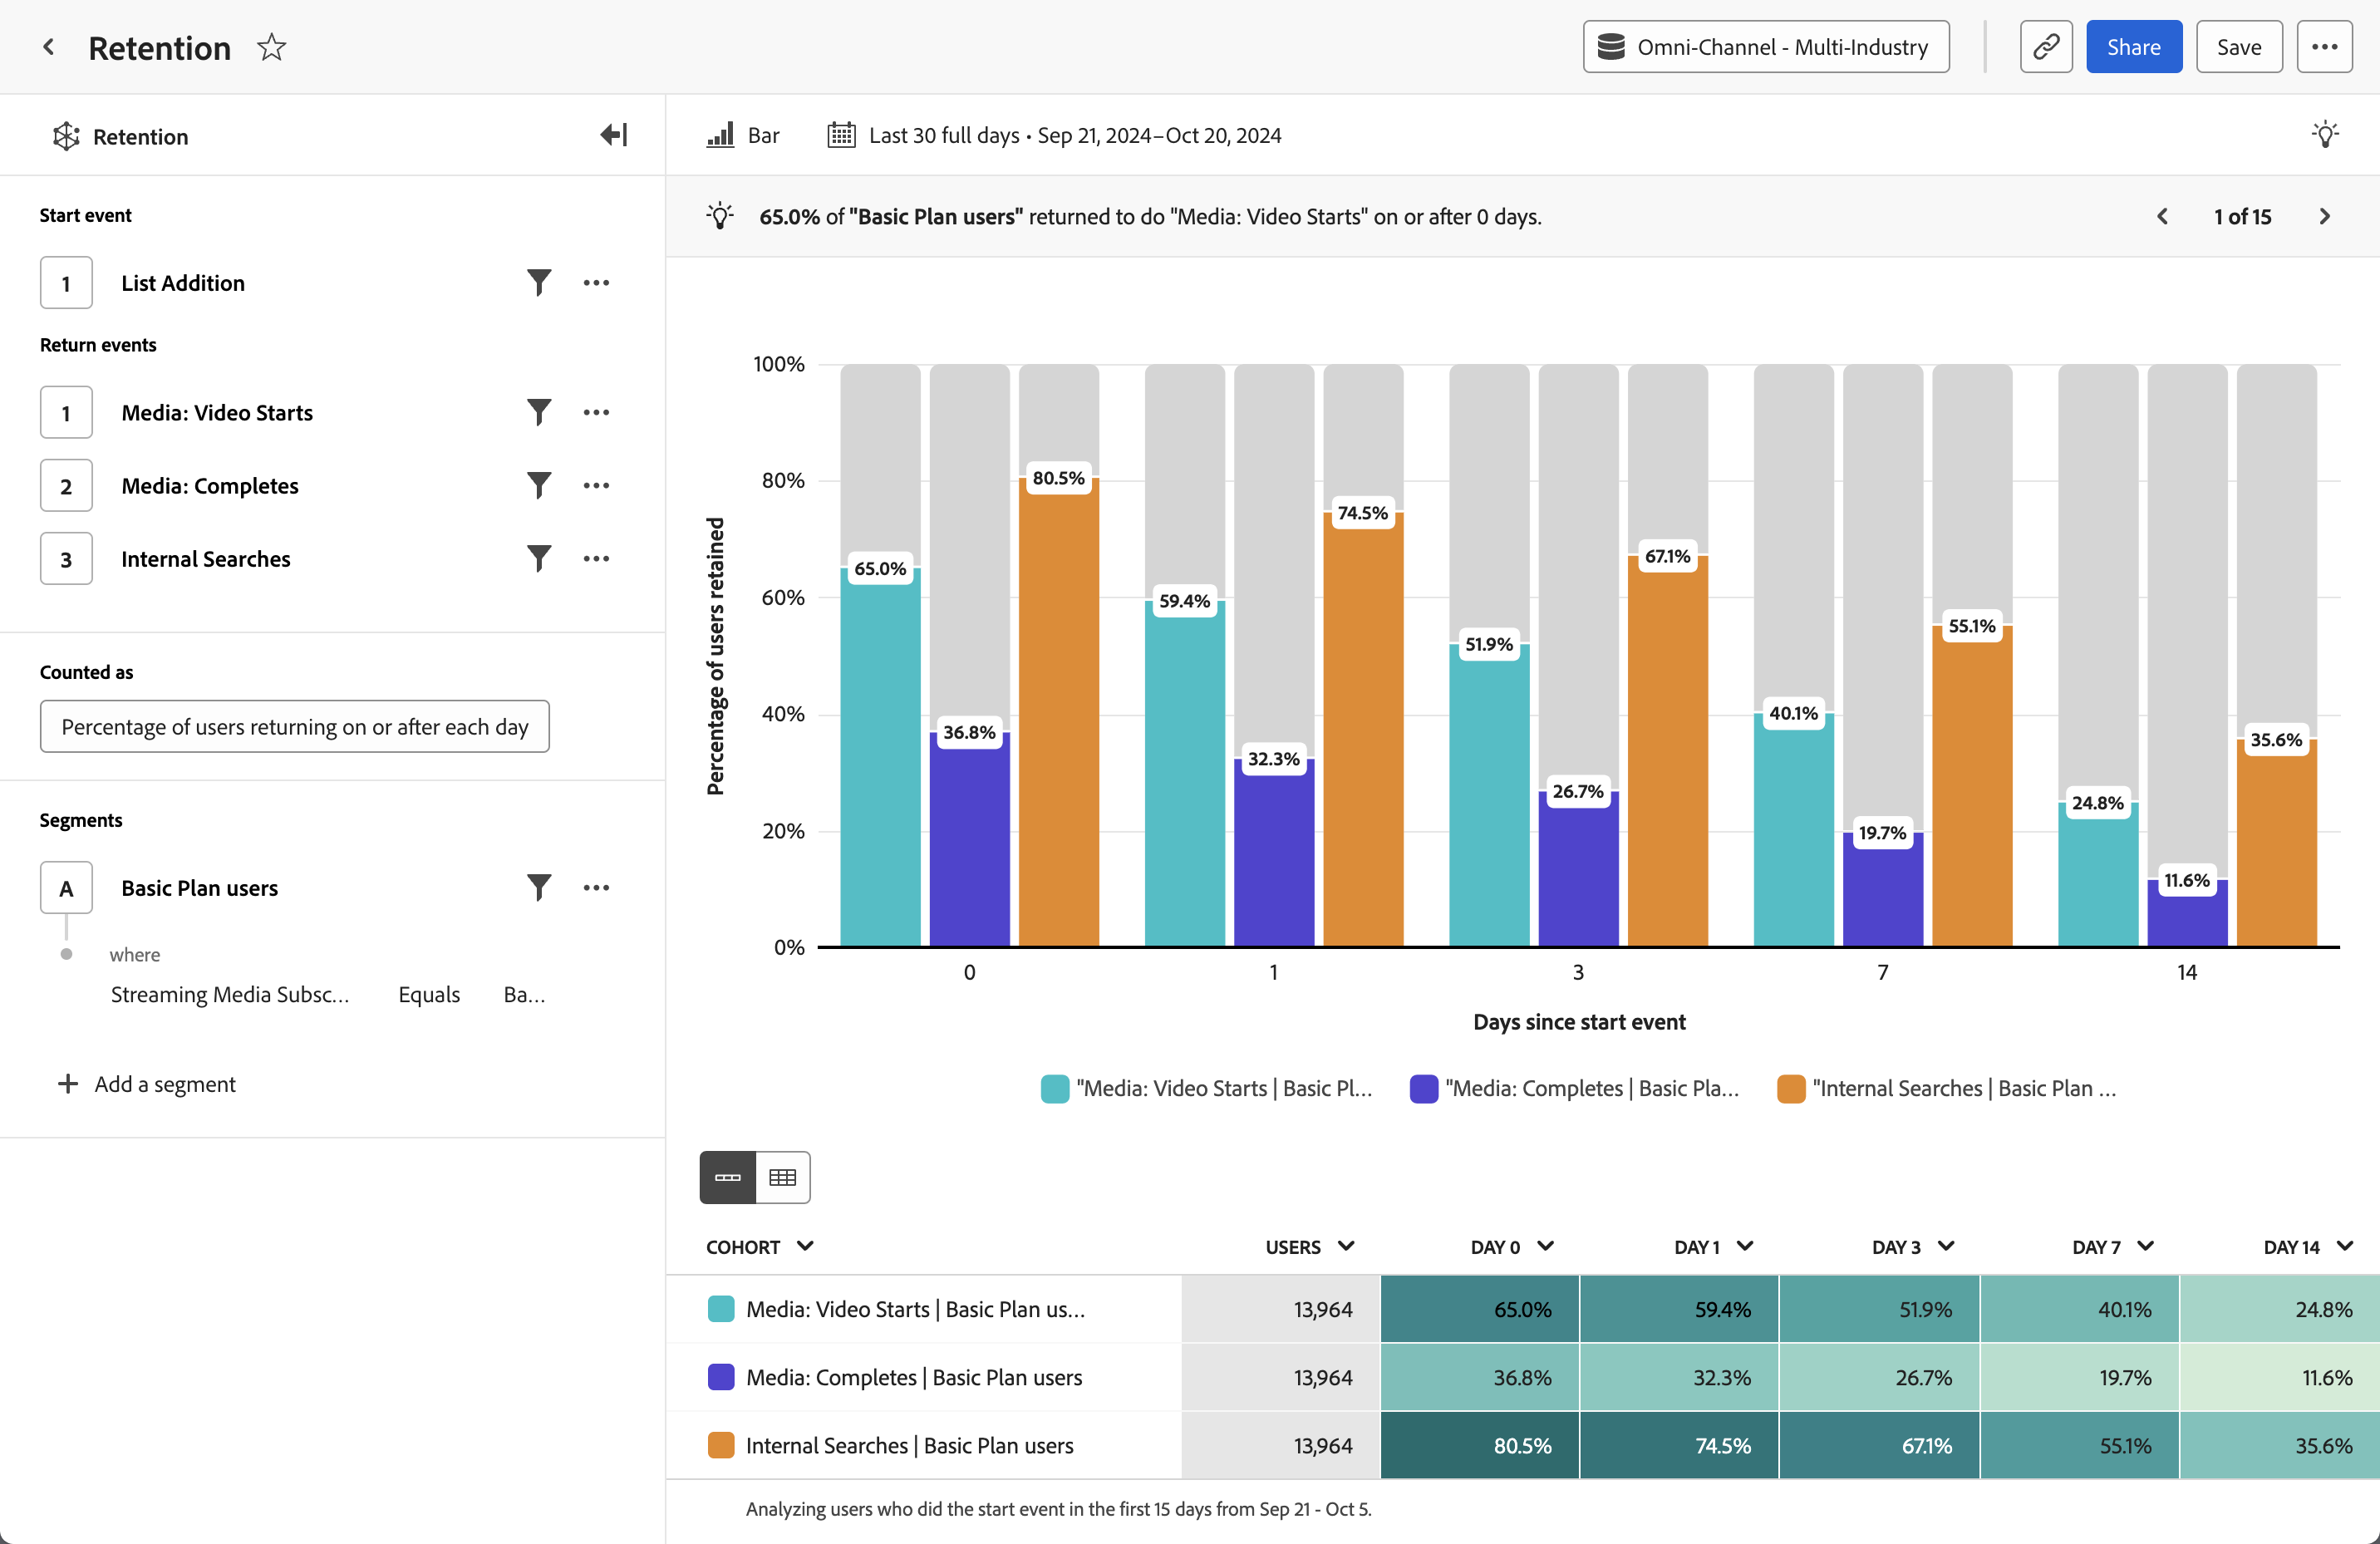 Retention
Omni-Channel - Multi-Industry
Share
Save
Retention
Start event
1 List Addition
Return events
1 Media: Video Starts
2 Media: Completes
3 Internal Searches
Counted as
Percentage of users returning on or after each day
Segments
A Basic Plan users
where
Streaming Media Subsc... Equals Ba...
Add a segment
Bar Last 30 full days • Sep 21, 2024–Oct 20, 2024
65.0% of "Basic Plan users" returned to do "Media: Video Starts" on or after 0 days.
1 of 15
Percentage of users retained
100%
80%
60%
40%
20%
0%
65.0% 36.8% 80.5%
59.4% 32.3% 74.5%
51.9% 26.7% 67.1%
40.1% 19.7% 55.1%
24.8% 11.6% 35.6%
0 1 3 7 14
Days since start event
"Media: Video Starts | Basic Pl... "Media: Completes | Basic Pla... "Internal Searches | Basic Plan ...
COHORT USERS DAY 0 DAY 1 DAY 3 DAY 7 DAY 14
Media: Video Starts | Basic Plan us... 13,964 65.0% 59.4% 51.9% 40.1% 24.8%
Media: Completes | Basic Plan users 13,964 36.8% 32.3% 26.7% 19.7% 11.6%
Internal Searches | Basic Plan users 13,964 80.5% 74.5% 67.1% 55.1% 35.6%
Analyzing users who did the start event in the first 15 days from Sep 21 - Oct 5.